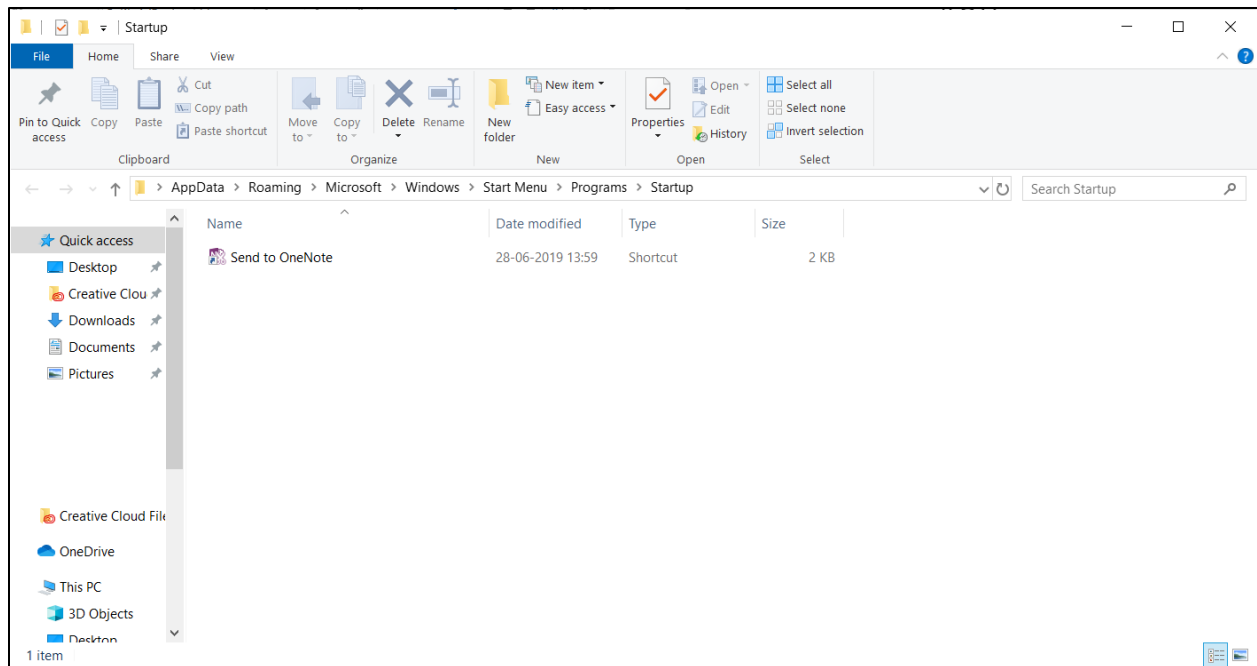 Startup
File Home Share View
Pin to Quick access
Copy
Paste
Cut
Copy path
Paste shortcut
Clipboard
Move to
Copy to
Delete
Rename
Organize
New folder
New item
Easy access
New
Properties
Open
Edit
History
Open
Select all
Select none
Invert selection
Select
> AppData > Roaming > Microsoft > Windows > Start Menu > Programs > Startup
Search Startup
Name Date modified Type Size
Send to OneNote 28-06-2019 13:59 Shortcut 2 KB
Quick access
Desktop
Creative Clou
Downloads
Documents
Pictures
Creative Cloud File
OneDrive
This PC
3D Objects
Desktop
1 item